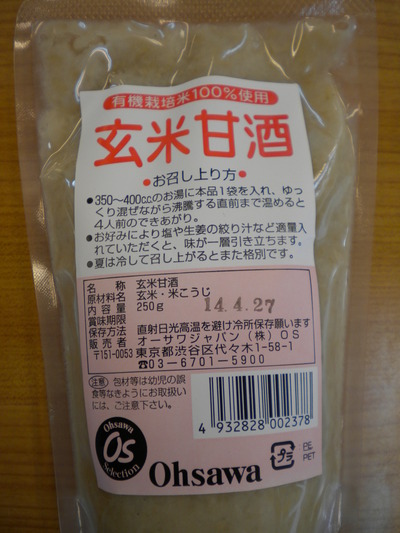 有機栽培米100%使用
玄米甘酒
●お召し上り方●
●350〜400ccのお湯に本品1袋を入れ、ゆっ
くり混ぜながら沸騰する直前まで温めると
4人前のできあがり。
●お好みにより塩や生姜の絞り汁など適量入
れていただくと、味が一層引き立ちます。
●夏は冷して召し上がるとまた格別です。
名称 玄米甘酒
原材料名 玄米・米こうじ
内容量 250g
賞味期限 14.4.27
保存方法 直射日光高温を避け冷所保存願います
販売者 オーサワジャパン(株) OS
〒151-0053 東京都渋谷区代々木1-58-1
☎03-6701-5900
注意 包材等は幼児の誤
食等なきようにお取扱い
には、ご注意下さい。
4 932828 002378
Ohsawa
OS
Selection
Ohsawa
プラ
PE,
PET